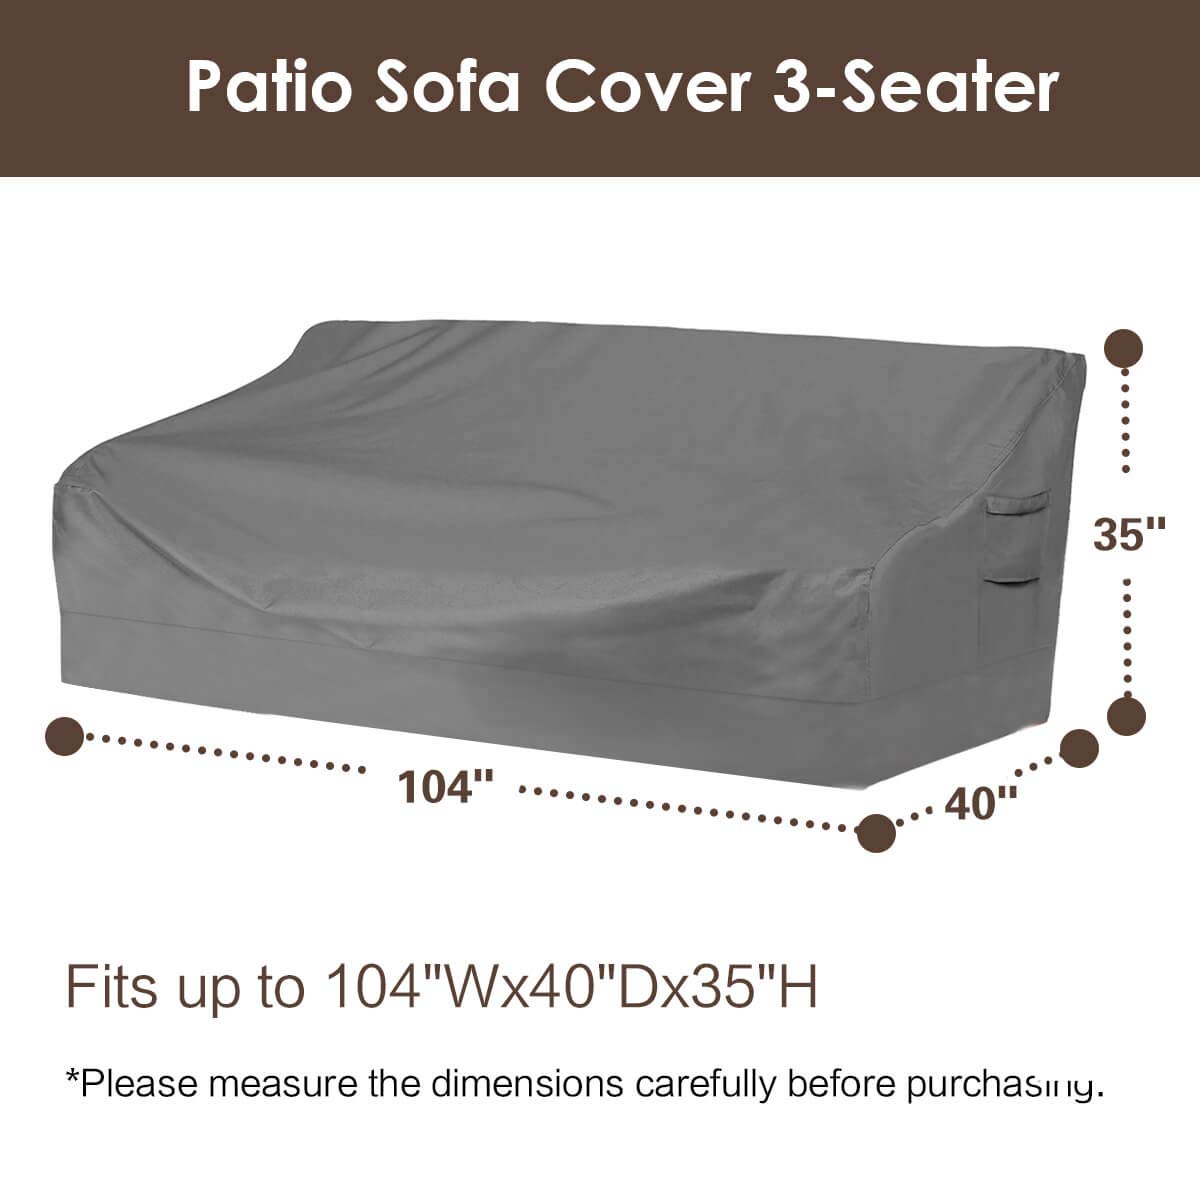 Patio Sofa Cover 3-Seater
35"
104"
40"
Fits up to 104"Wx40"Dx35"H
*Please measure the dimensions carefully before